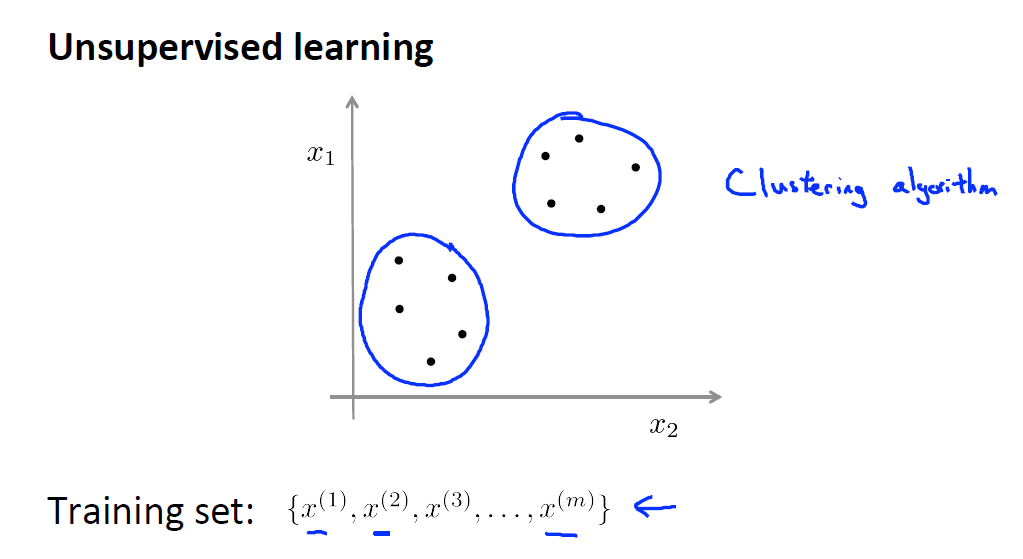 Unsupervised learning
x₁
Clustering algorithm
x₂
Training set: {x⁽¹⁾, x⁽²⁾, x⁽³⁾, . . . , x⁽ᵐ⁾}